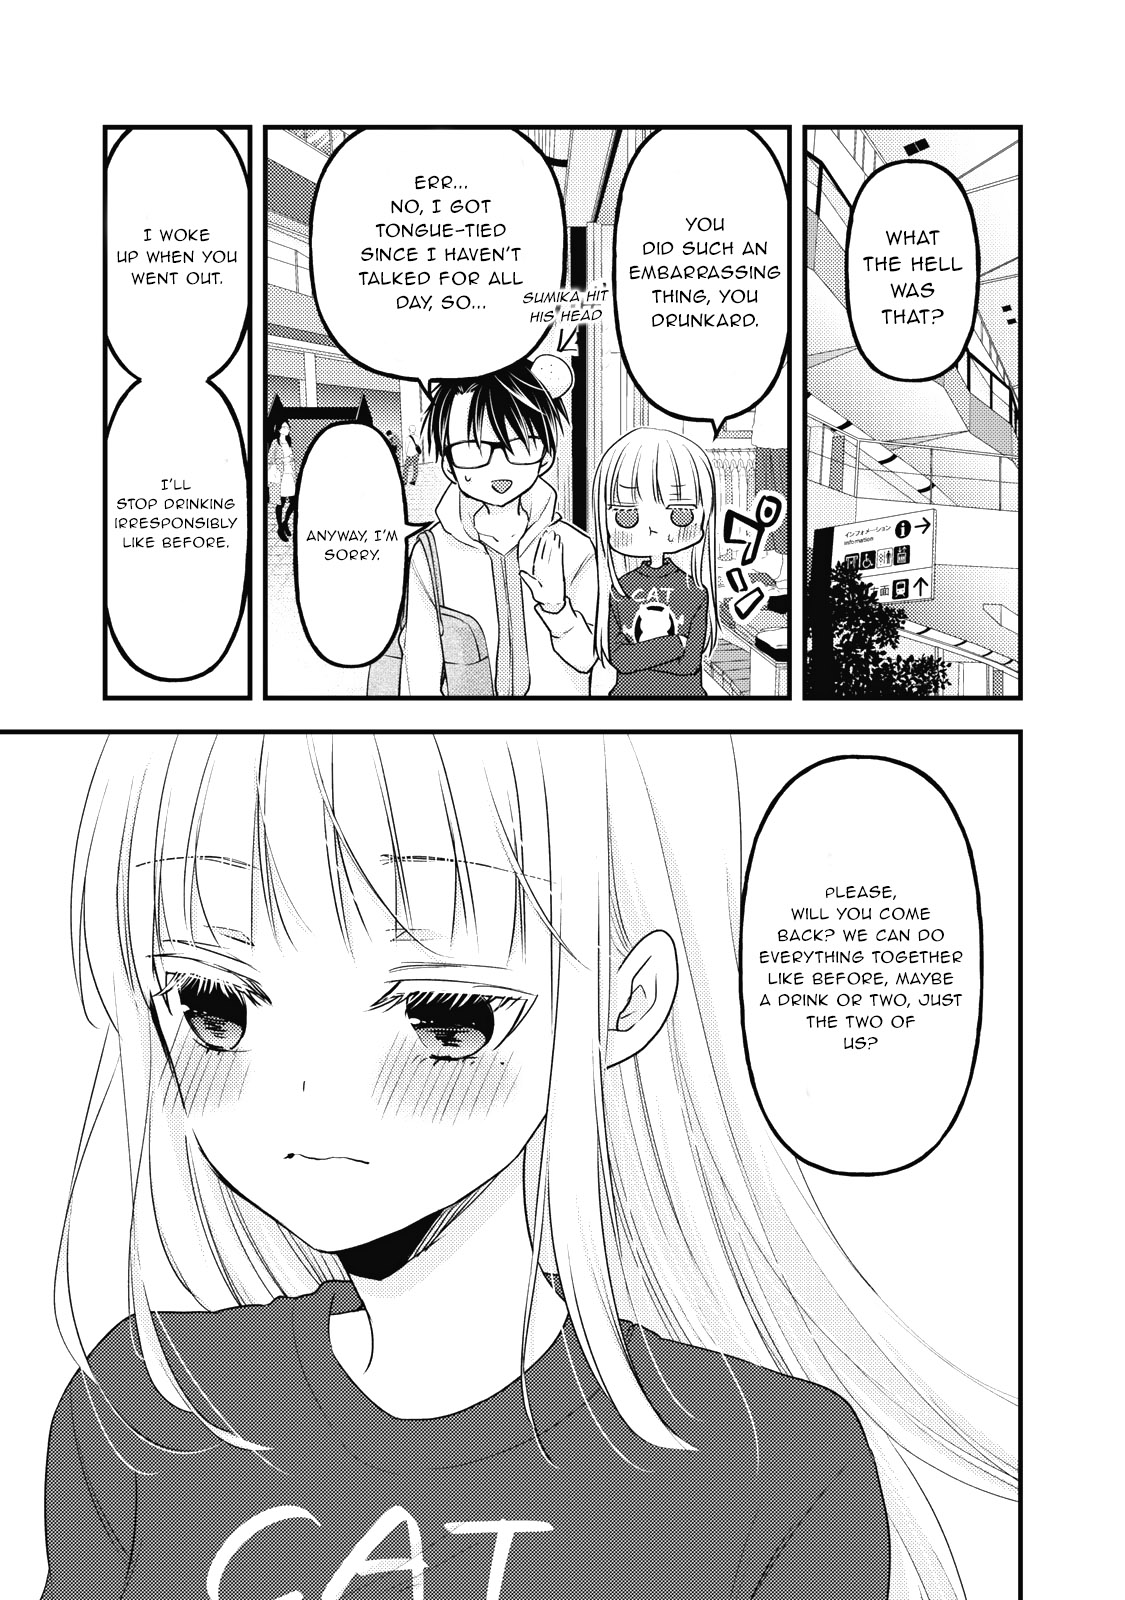 WHAT
THE HELL
WAS
THAT?
インフォメーション
Information
YOU
DID SUCH AN
EMBARRASSING
THING, YOU
DRUNKARD.
プーン
CAT
ERR...
NO, I GOT
TONGUE-TIED
SINCE I HAVEN'T
TALKED FOR ALL
DAY, SO...
SUMIKA HIT
HIS HEAD
ANYWAY, I'M
SORRY.
I WOKE
UP WHEN YOU
WENT OUT.
I'LL
STOP DRINKING
IRRESPONSIBLY
LIKE BEFORE.
PLEASE,
WILL YOU COME
BACK? WE CAN DO
EVERYTHING TOGETHER
LIKE BEFORE, MAYBE
A DRINK OR TWO, JUST
THE TWO OF
US?
CAT